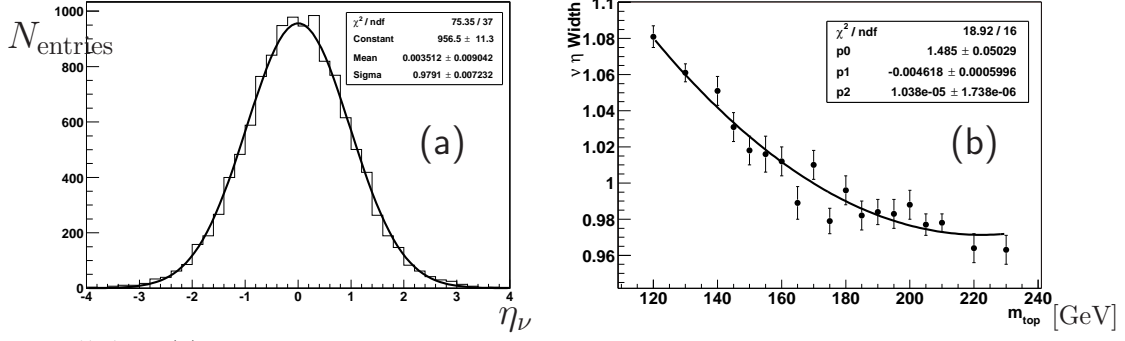 N_entries
1000
800
600
400
200
0
-4 -3 -2 -1 0 1 2 3 4
η_ν
χ² / ndf 75.35 / 37
Constant 956.5 ± 11.3
Mean 0.003512 ± 0.009042
Sigma 0.9791 ± 0.007232
(a)
ν η Width
1.1
1.08
1.06
1.04
1.02
1
0.98
0.96
120 140 160 180 200 220 240
m_top [GeV]
χ² / ndf 18.92 / 16
p0 1.485 ± 0.05029
p1 -0.004618 ± 0.0005996
p2 1.038e-05 ± 1.738e-06
(b)